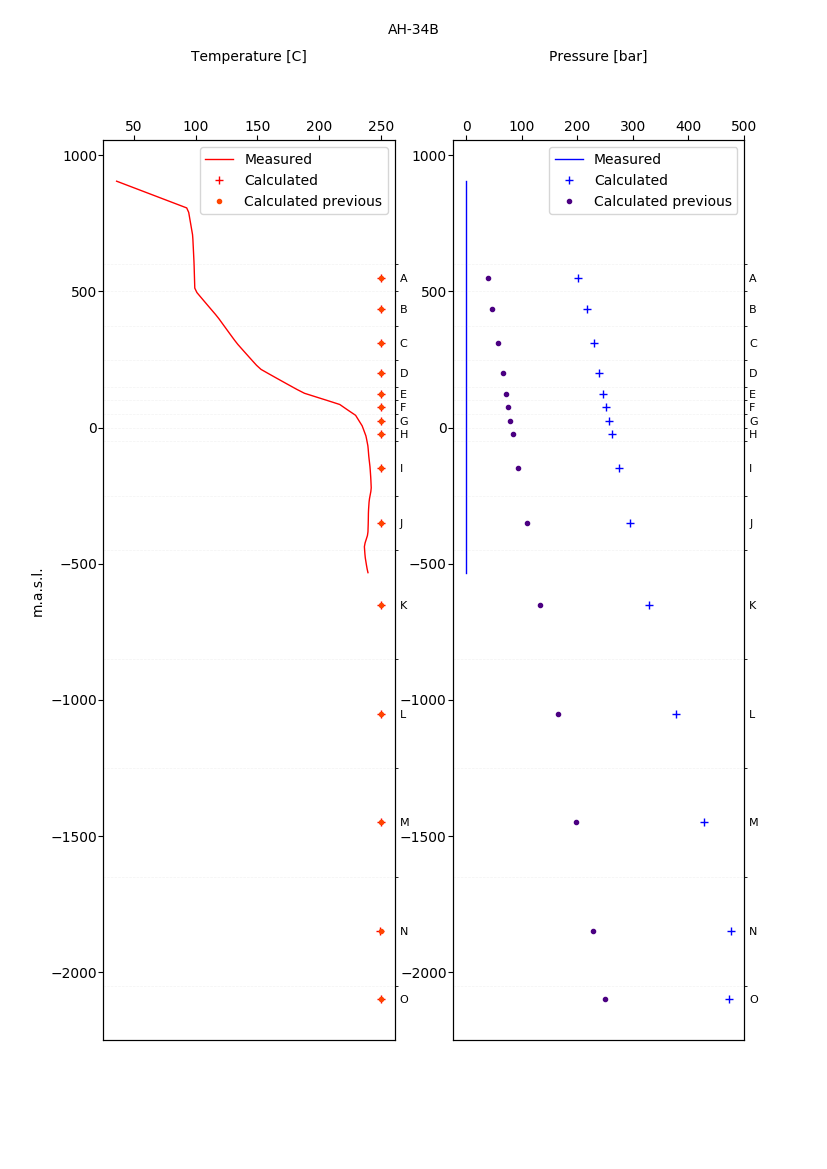 AH-34B
Temperature [C]
Pressure [bar]
50 100 150 200 250
0 100 200 300 400 500
1000
500
0
−500
−1000
−1500
−2000
m.a.s.l.
Measured
Calculated
Calculated previous
A
B
C
D
E
F
G
H
I
J
K
L
M
N
O
1000
500
0
−500
−1000
−1500
−2000
Measured
Calculated
Calculated previous
A
B
C
D
E
F
G
H
I
J
K
L
M
N
O